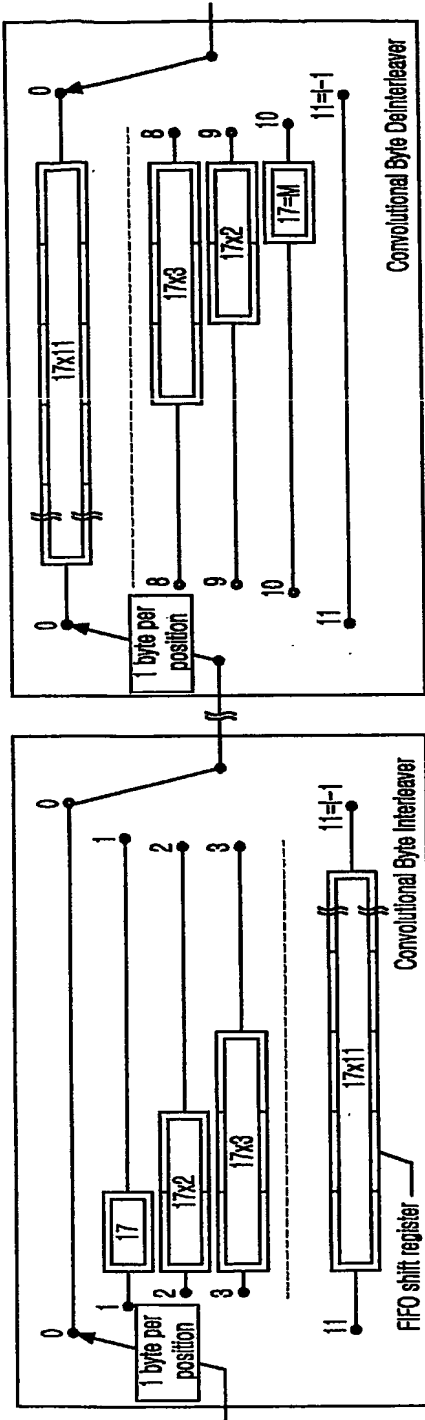 0
0
1 byte per
position
1
17
1
2
17x2
2
3
17x3
3
11
17x11
11=I-1
FIFO shift register
Convolutional Byte Interleaver
0
17x11
0
1 byte per
position
8
17x3
8
9
17x2
9
10
17=M
10
11
11=I-1
Convolutional Byte Deinterleaver